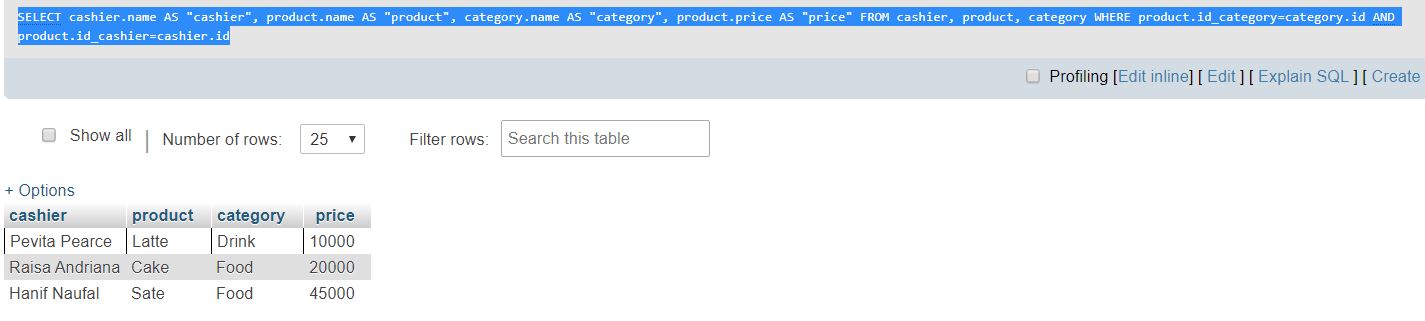 SELECT cashier.name AS "cashier", product.name AS "product", category.name AS "category", product.price AS "price" FROM cashier, product, category WHERE product.id_category=category.id AND
product.id_cashier=cashier.id
Profiling [Edit inline] [ Edit ] [ Explain SQL ] [ Create
Show all | Number of rows: 25 Filter rows: Search this table
+ Options
cashier product category price
Pevita Pearce Latte Drink 10000
Raisa Andriana Cake Food 20000
Hanif Naufal Sate Food 45000